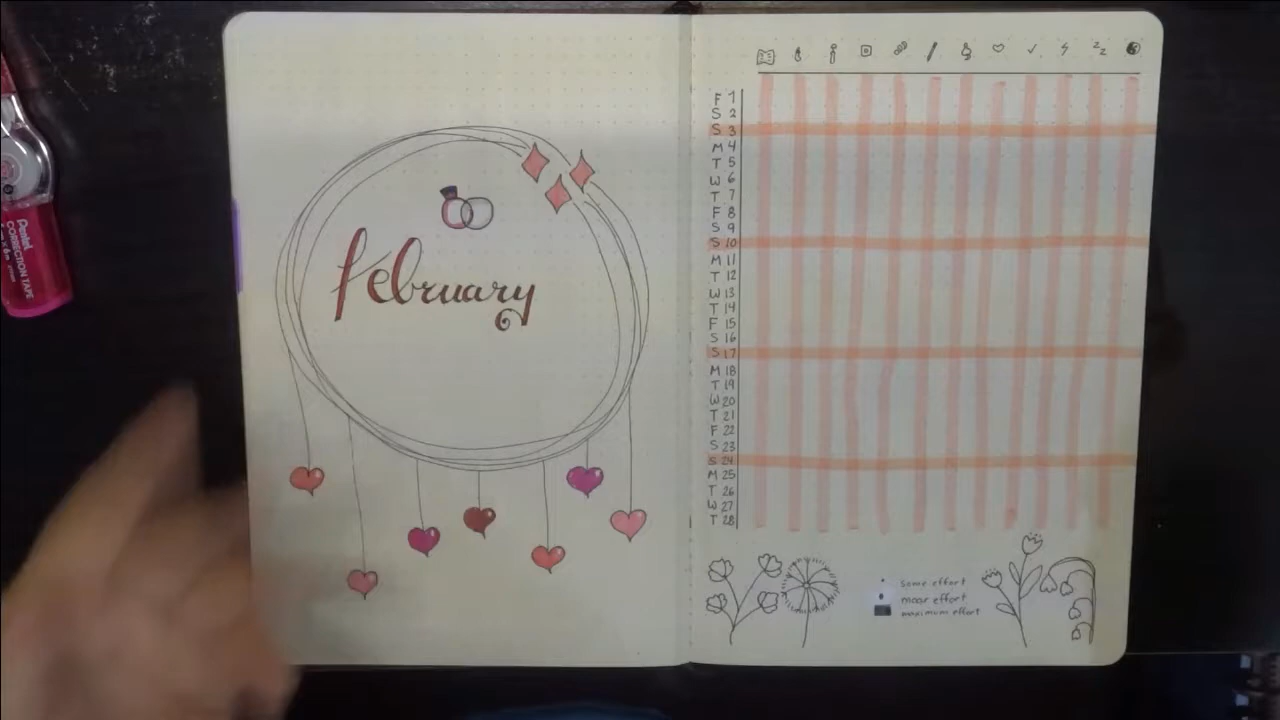 Pentel
CORRECTION TAPE
February
z z
F 1
S 2
S 3
M 4
T 5
W 6
T 7
F 8
S 9
S 10
M 11
T 12
W 13
T 14
F 15
S 16
S 17
M 18
T 19
W 20
T 21
F 22
S 23
S 24
M 25
T 26
W 27
T 28
some effort
moar effort
maximum effort